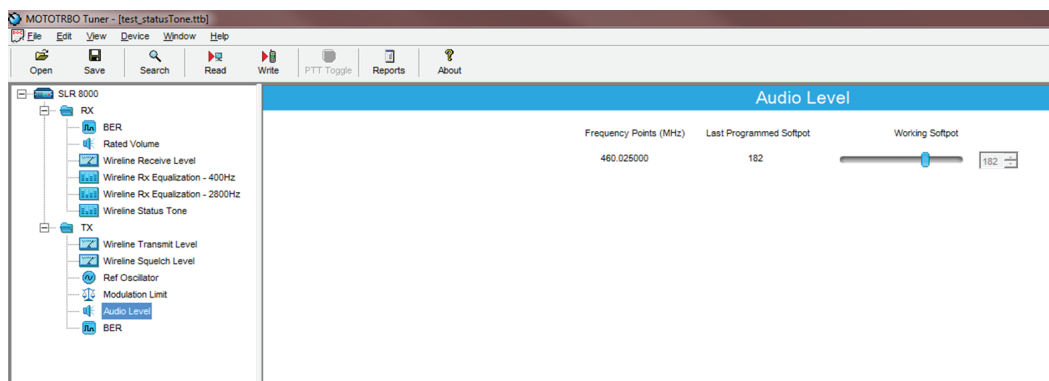 MOTOTRBO Tuner - [test_statusTone.ttb]
File Edit View Device Window Help
Open Save Search Read Write PTT Toggle Reports About
SLR 8000
RX
BER
Rated Volume
Wireline Receive Level
Wireline Rx Equalization - 400Hz
Wireline Rx Equalization - 2800Hz
Wireline Status Tone
TX
Wireline Transmit Level
Wireline Squelch Level
Ref Oscillator
Modulation Limit
Audio Level
BER
Audio Level
Frequency Points (MHz) Last Programmed Softpot Working Softpot
460.025000 182 182